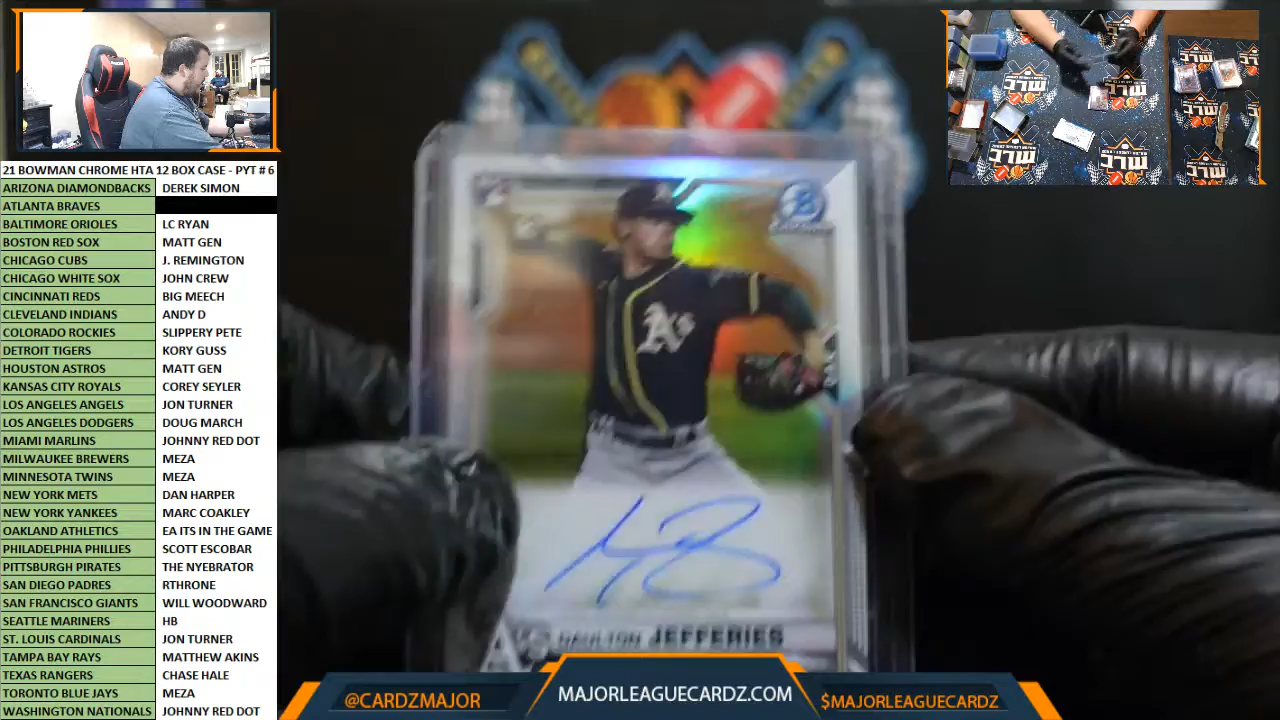 21 BOWMAN CHROME HTA 12 BOX CASE - PYT # 6
ARIZONA DIAMONDBACKS DEREK SIMON
ATLANTA BRAVES
BALTIMORE ORIOLES LC RYAN
BOSTON RED SOX MATT GEN
CHICAGO CUBS J. REMINGTON
CHICAGO WHITE SOX JOHN CREW
CINCINNATI REDS BIG MEECH
CLEVELAND INDIANS ANDY D
COLORADO ROCKIES SLIPPERY PETE
DETROIT TIGERS KORY GUSS
HOUSTON ASTROS MATT GEN
KANSAS CITY ROYALS COREY SEYLER
LOS ANGELES ANGELS JON TURNER
LOS ANGELES DODGERS DOUG MARCH
MIAMI MARLINS JOHNNY RED DOT
MILWAUKEE BREWERS MEZA
MINNESOTA TWINS MEZA
NEW YORK METS DAN HARPER
NEW YORK YANKEES MARC COAKLEY
OAKLAND ATHLETICS EA ITS IN THE GAME
PHILADELPHIA PHILLIES SCOTT ESCOBAR
PITTSBURGH PIRATES THE NYEBRATOR
SAN DIEGO PADRES RTHRONE
SAN FRANCISCO GIANTS WILL WOODWARD
SEATTLE MARINERS HB
ST. LOUIS CARDINALS JON TURNER
TAMPA BAY RAYS MATTHEW AKINS
TEXAS RANGERS CHASE HALE
TORONTO BLUE JAYS MEZA
WASHINGTON NATIONALS JOHNNY RED DOT
A's
DAULTON JEFFERIES
@CARDZMAJOR
MAJORLEAGUECARDZ.COM
$MAJORLEAGUECARDZ